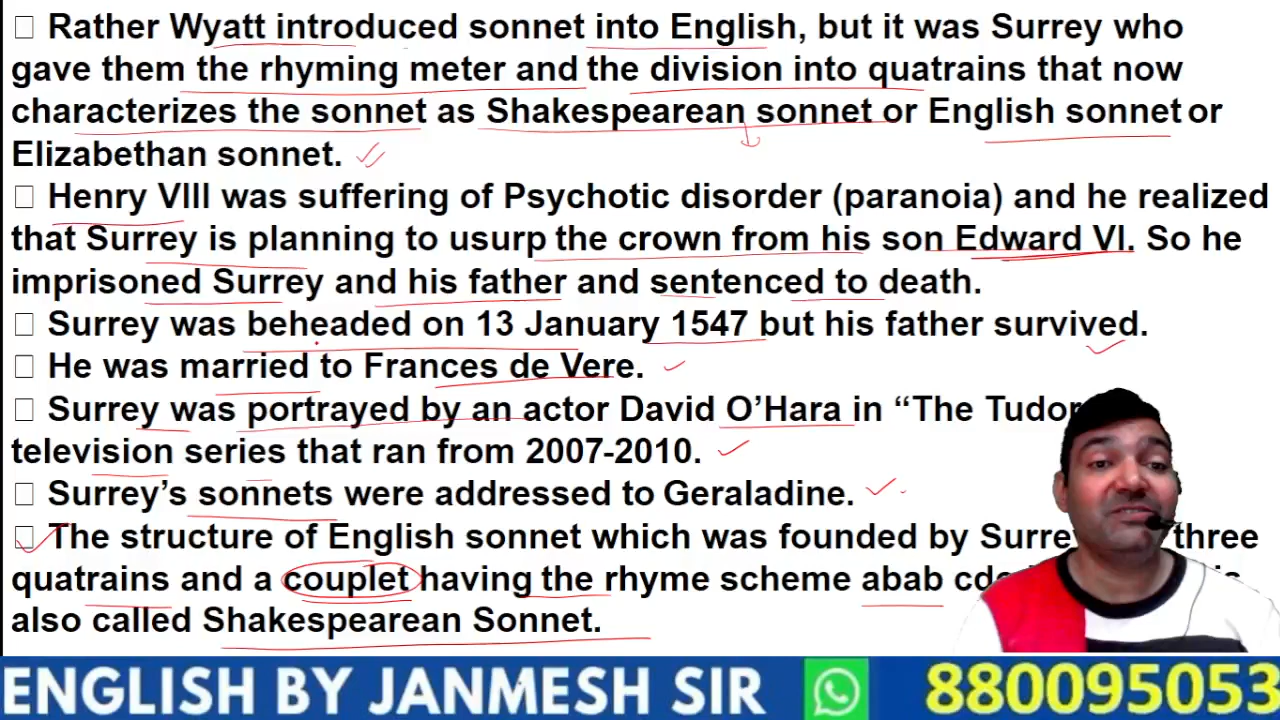 Rather Wyatt introduced sonnet into English, but it was Surrey who
gave them the rhyming meter and the division into quatrains that now
characterizes the sonnet as Shakespearean sonnet or English sonnet or
Elizabethan sonnet.
Henry VIII was suffering of Psychotic disorder (paranoia) and he realized
that Surrey is planning to usurp the crown from his son Edward VI. So he
imprisoned Surrey and his father and sentenced to death.
Surrey was beheaded on 13 January 1547 but his father survived.
He was married to Frances de Vere.
Surrey was portrayed by an actor David O’Hara in “The Tudor
television series that ran from 2007-2010.
Surrey’s sonnets were addressed to Geraladine.
The structure of English sonnet which was founded by Surrey three
quatrains and a couplet having the rhyme scheme abab
also called Shakespearean Sonnet.
ENGLISH BY JANMESH SIR 880095053